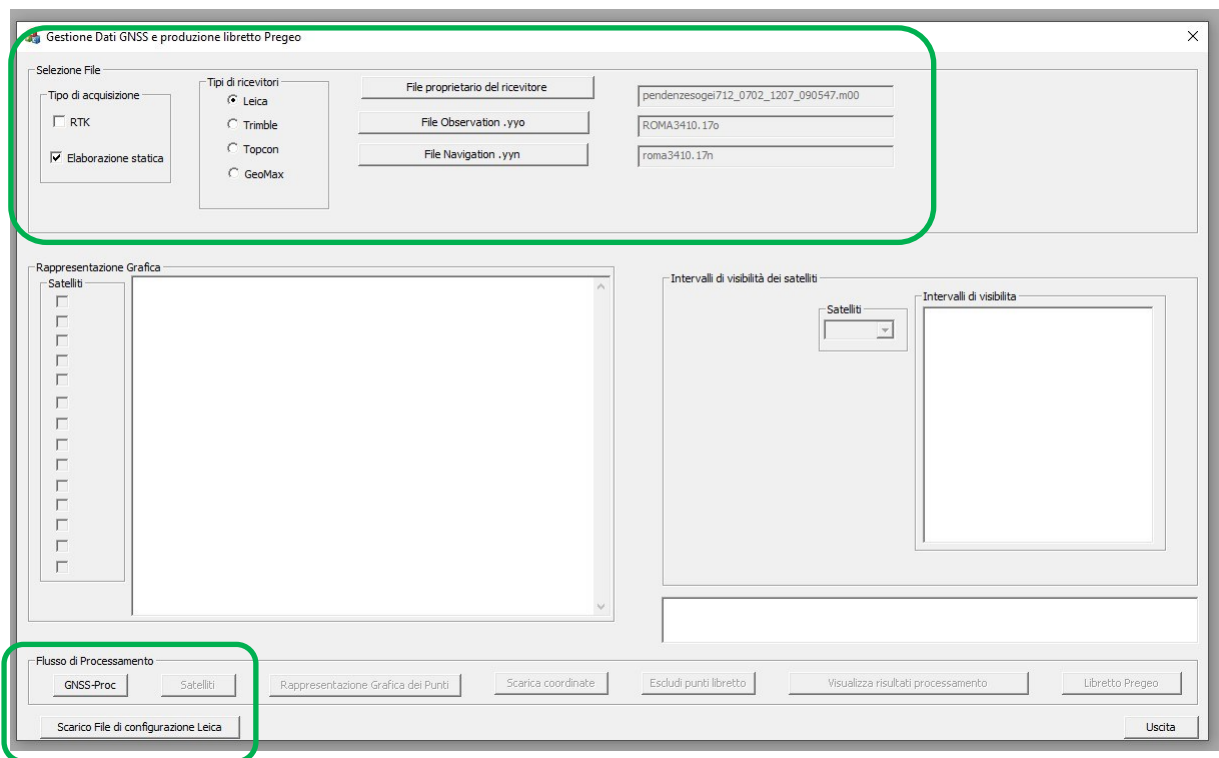 Gestione Dati GNSS e produzione libretto Pregeo
Selezione File
Tipo di acquisizione
RTK
Elaborazione statica
Tipi di ricevitori
Leica
Trimble
Topcon
GeoMax
File proprietario del ricevitore
pendenzesogei712_0702_1207_090547.m00
File Observation .yyo
ROMA3410.17o
File Navigation .yyn
roma3410.17n
Rappresentazione Grafica
Satelliti
Intervalli di visibilità dei satelliti
Satelliti
Intervalli di visibilita
Flusso di Processamento
GNSS-Proc
Satelliti
Rappresentazione Grafica dei Punti
Scarica coordinate
Escludi punti libretto
Visualizza risultati processamento
Libretto Pregeo
Scarico File di configurazione Leica
Uscita